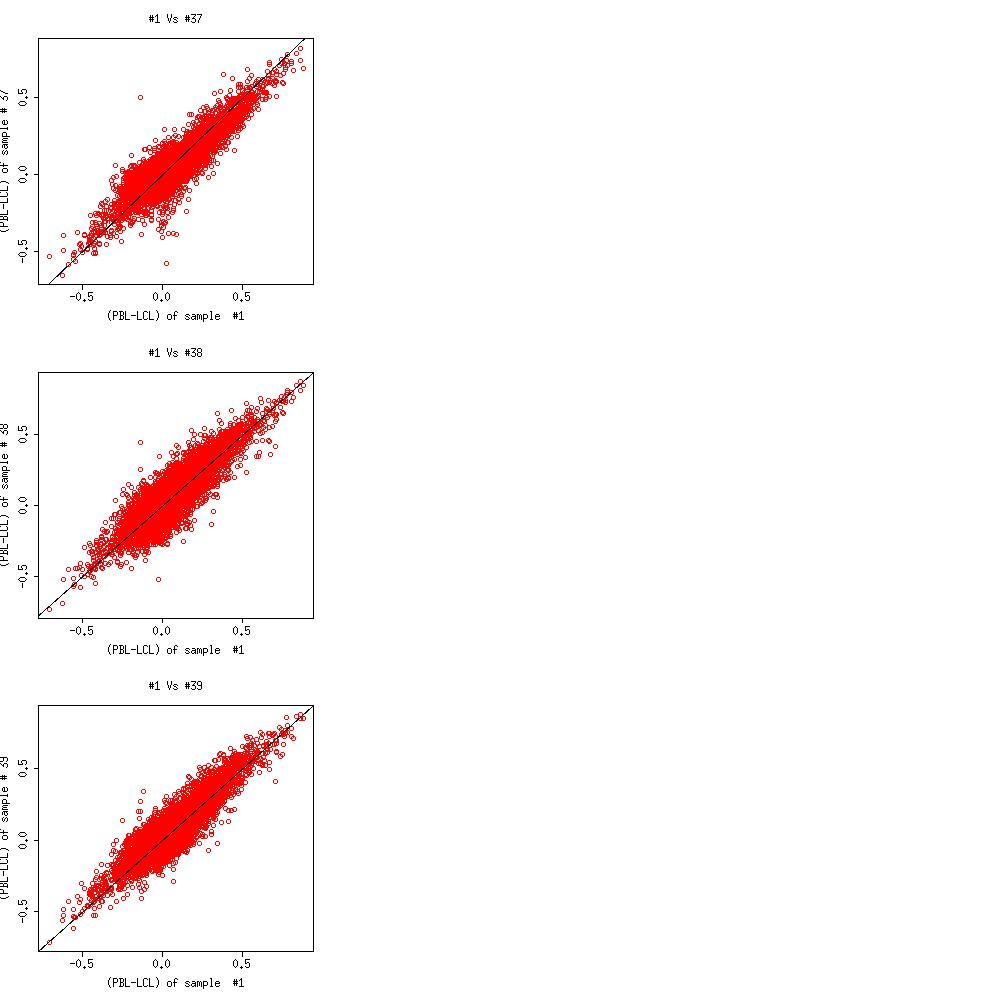 #1 Vs #37
(PBL-LCL) of sample # 37
0.5
0.0
-0.5
-0.5 0.0 0.5
(PBL-LCL) of sample #1
#1 Vs #38
(PBL-LCL) of sample # 38
0.5
0.0
-0.5
-0.5 0.0 0.5
(PBL-LCL) of sample #1
#1 Vs #39
(PBL-LCL) of sample # 39
0.5
0.0
-0.5
-0.5 0.0 0.5
(PBL-LCL) of sample #1